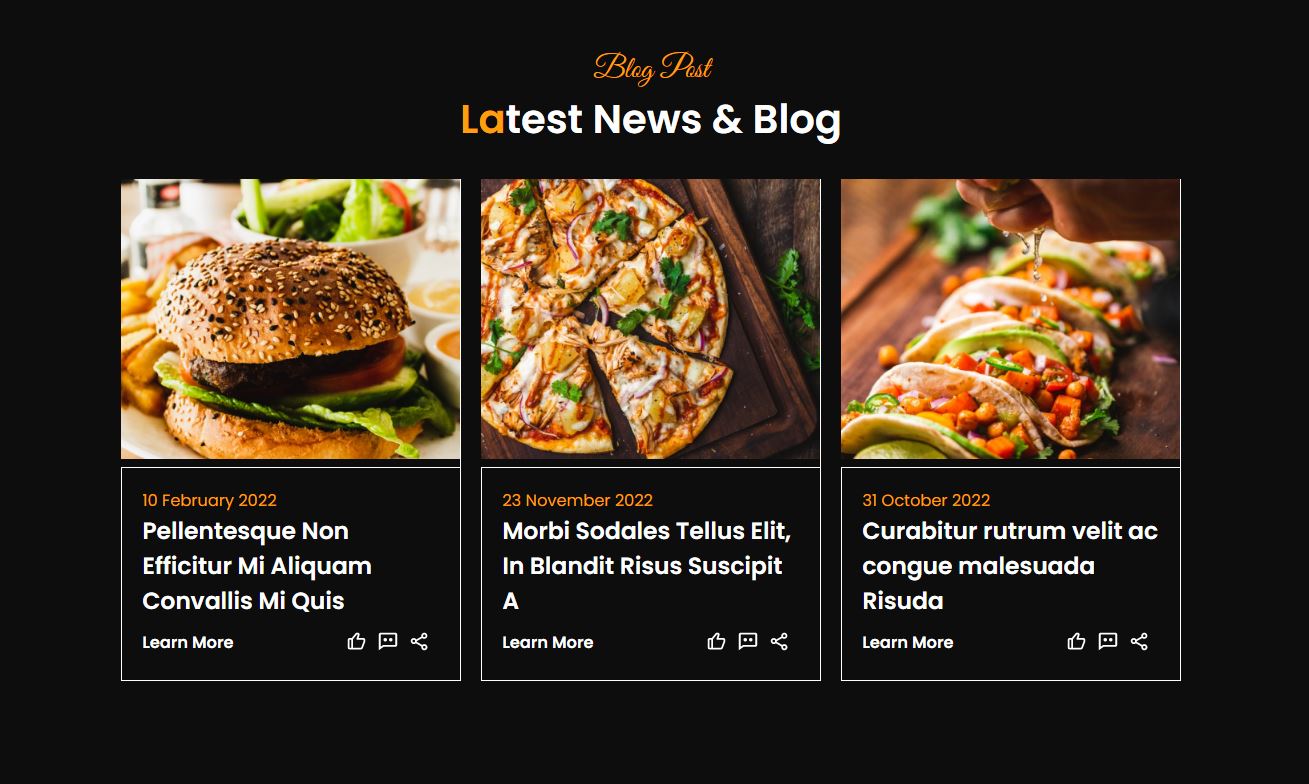 Blog Post
Latest News & Blog
10 February 2022
Pellentesque Non
Efficitur Mi Aliquam
Convallis Mi Quis
Learn More
23 November 2022
Morbi Sodales Tellus Elit,
In Blandit Risus Suscipit
A
Learn More
31 October 2022
Curabitur rutrum velit ac
congue malesuada
Risuda
Learn More